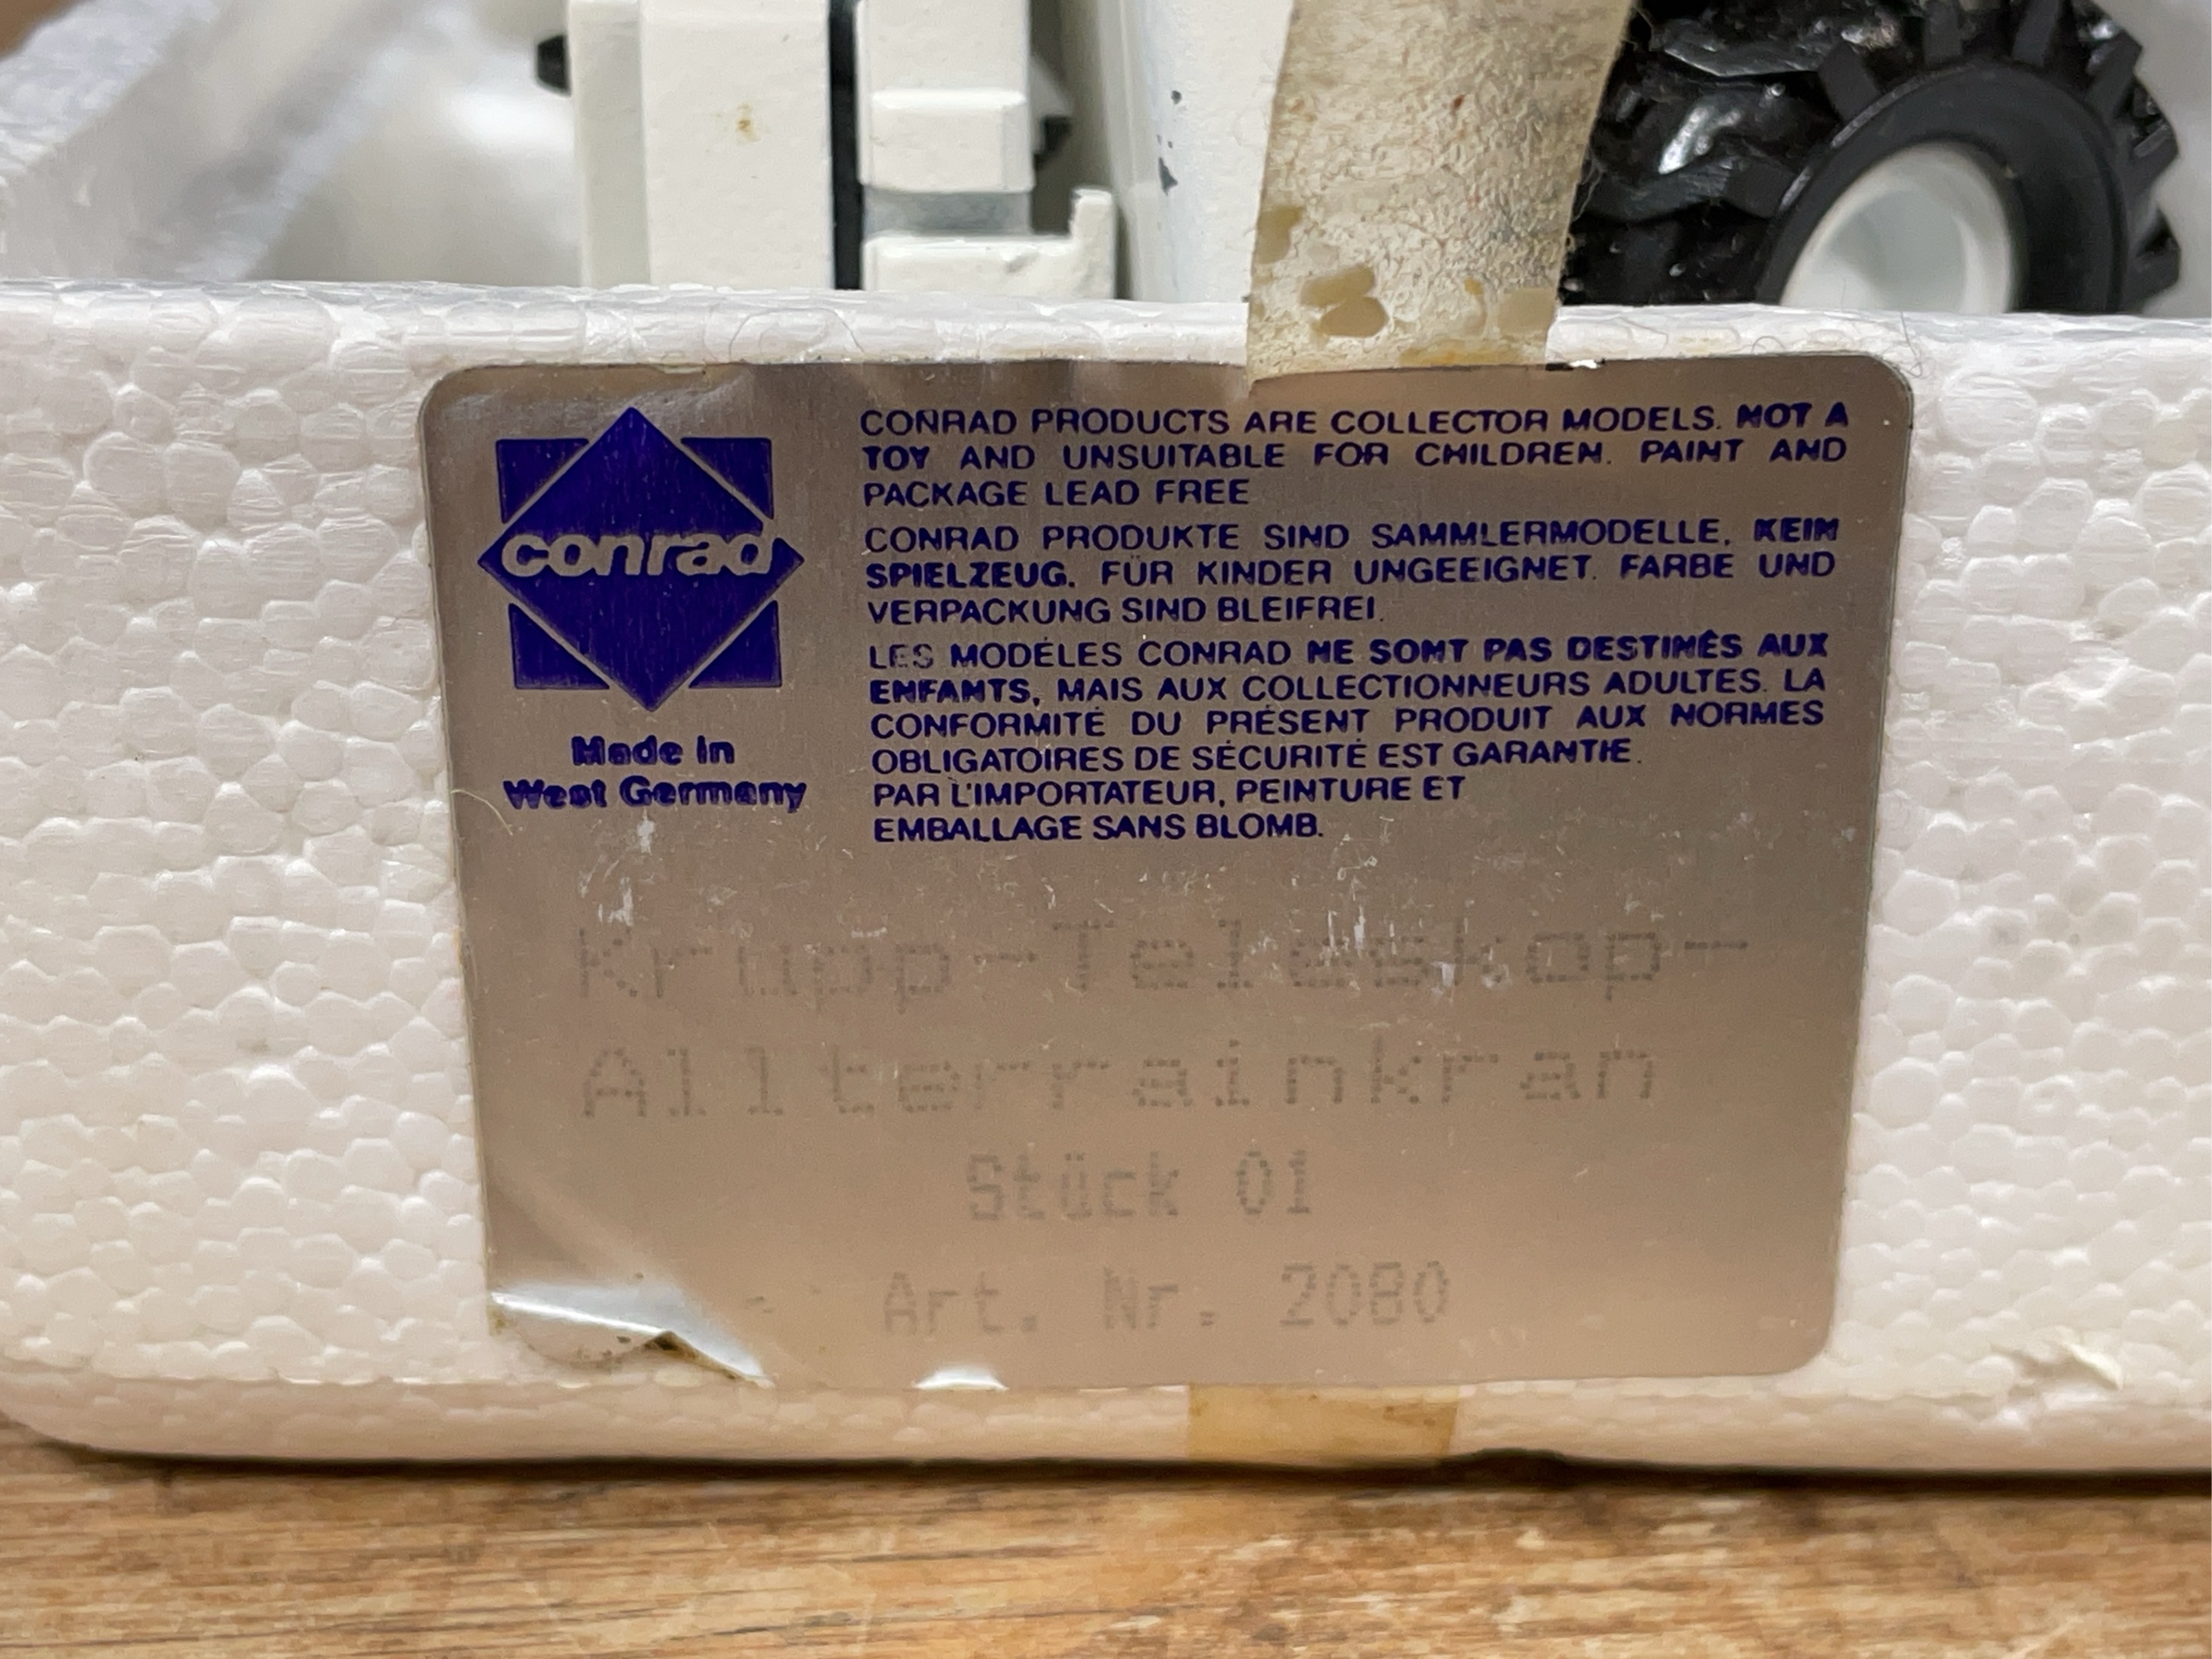 conrad
Made in
West Germany
CONRAD PRODUCTS ARE COLLECTOR MODELS. NOT A
TOY AND UNSUITABLE FOR CHILDREN. PAINT AND
PACKAGE LEAD FREE
CONRAD PRODUKTE SIND SAMMLERMODELLE, KEIN
SPIELZEUG. FÜR KINDER UNGEEIGNET. FARBE UND
VERPACKUNG SIND BLEIFREI.
LES MODÈLES CONRAD NE SONT PAS DESTINÊS AUX
ENFANTS, MAIS AUX COLLECTIONNEURS ADULTES. LA
CONFORMITÉ DU PRÉSENT PRODUIT AUX NORMES
OBLIGATOIRES DE SÉCURITÉ EST GARANTIE.
PAR L'IMPORTATEUR, PEINTURE ET
EMBALLAGE SANS BLOMB.
Krupp-Teleskop-
Allterrainkran
Stück 01
Art. Nr. 2080